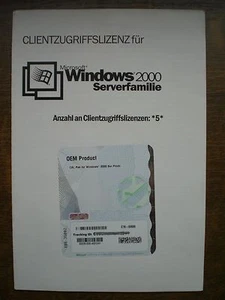 CLIENTZUGRIFFSLIZENZ für
Microsoft
Windows 2000
Serverfamilie
Anzahl an Clientzugriffslizenzen: *5*
OEM Product